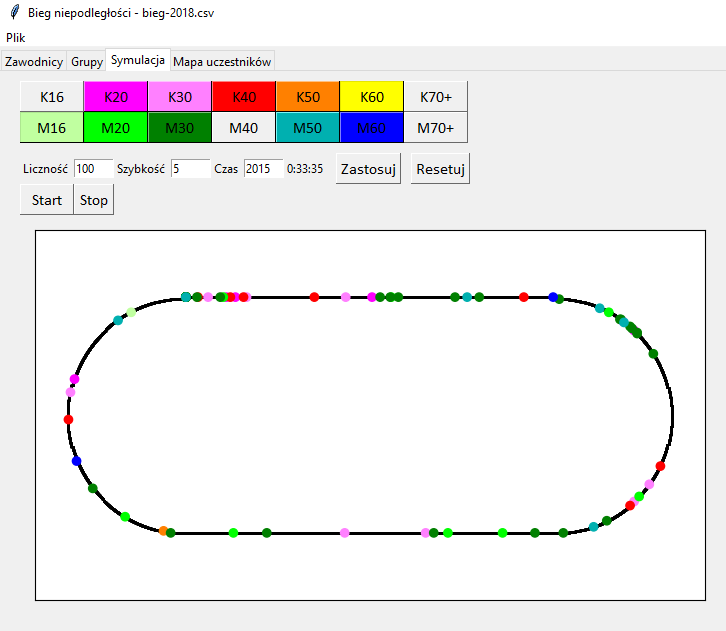 Bieg niepodległości - bieg-2018.csv
Plik
Zawodnicy Grupy Symulacja Mapa uczestników
K16 K20 K30 K40 K50 K60 K70+
M16 M20 M30 M40 M50 M60 M70+
Liczność 100 Szybkość 5 Czas 2015 0:33:35 Zastosuj Resetuj
Start Stop